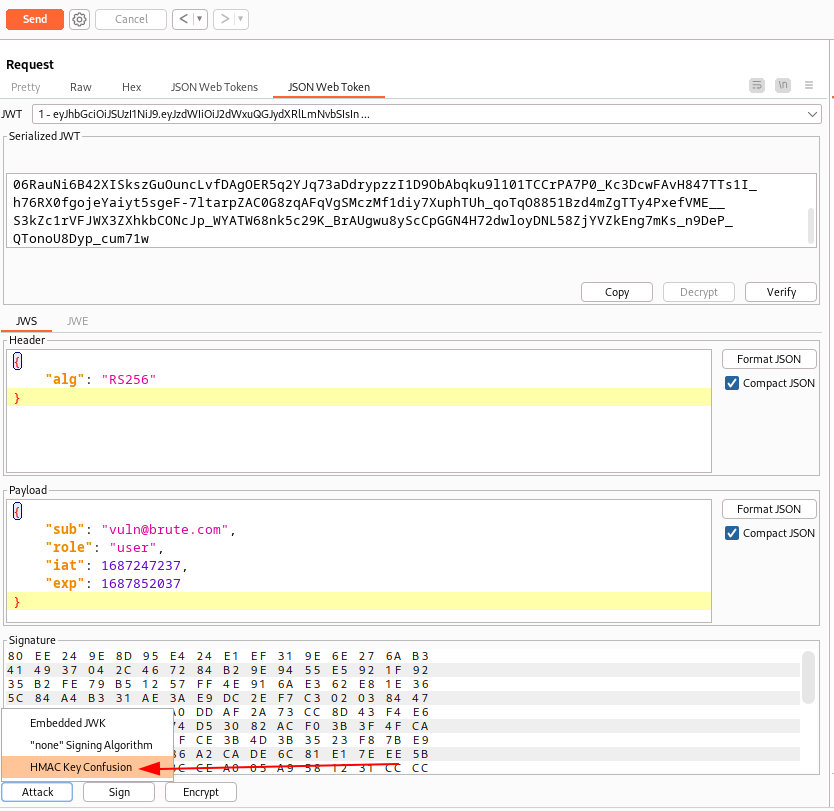 Send
Cancel
< ▼
> ▼
Request
Pretty Raw Hex JSON Web Tokens JSON Web Token
\n
JWT 1 - eyJhbGciOiJSUzI1NiJ9.eyJzdWIiOiJ2dWxuQGJydXRlLmNvbSIsIn ...
Serialized JWT
06RauNi6B42XISkszGuOuncLvfDAgOER5q2YJq73aDdrypzzI1D9ObAbqku9l101TCCrPA7P0_Kc3DcwFAvH847TTs1I_
h76RX0fgojeYaiyt5sgeF-7ltarpZAC0G8zqAFqVgSMczMf1diy7XuphTUh_qoTqO8851Bzd4mZgTTy4PxefVME__
S3kZc1rVFJWX3ZXhkbCONcJp_WYATW68nk5c29K_BrAUgwu8yScCpGGN4H72dwloyDNL58ZjYVZkEng7mKs_n9DeP_
QTonoU8Dyp_cum71w
Copy Decrypt Verify
JWS JWE
Header
{
"alg": "RS256"
}
Format JSON
Compact JSON
Payload
{
"sub": "vuln@brute.com",
"role": "user",
"iat": 1687247237,
"exp": 1687852037
}
Format JSON
Compact JSON
Signature
80 EE 24 9E 8D 95 E4 24 E1 EF 31 9E 6E 27 6A B3
41 49 37 04 2C 46 72 84 B2 9E 94 55 E5 92 1F 92
35 B2 FE 79 B5 12 57 FF 4E 91 6A E3 62 E8 1E 36
5C 84 A4 B3 31 AE 3A E9 DC 2E F7 C3 02 03 84 47
A0 DD AF 2A 73 CC 8D 43 F4 E6
74 D5 30 82 AC F0 3B 3F 4F CA
F CE 3B 4D 3B 35 23 F8 7B E9
36 A2 CA DE 6C 81 E1 7E EE 5B
CE A0 05 A9 58 12 31 CC CC
Embedded JWK
"none" Signing Algorithm
HMAC Key Confusion
Attack Sign Encrypt